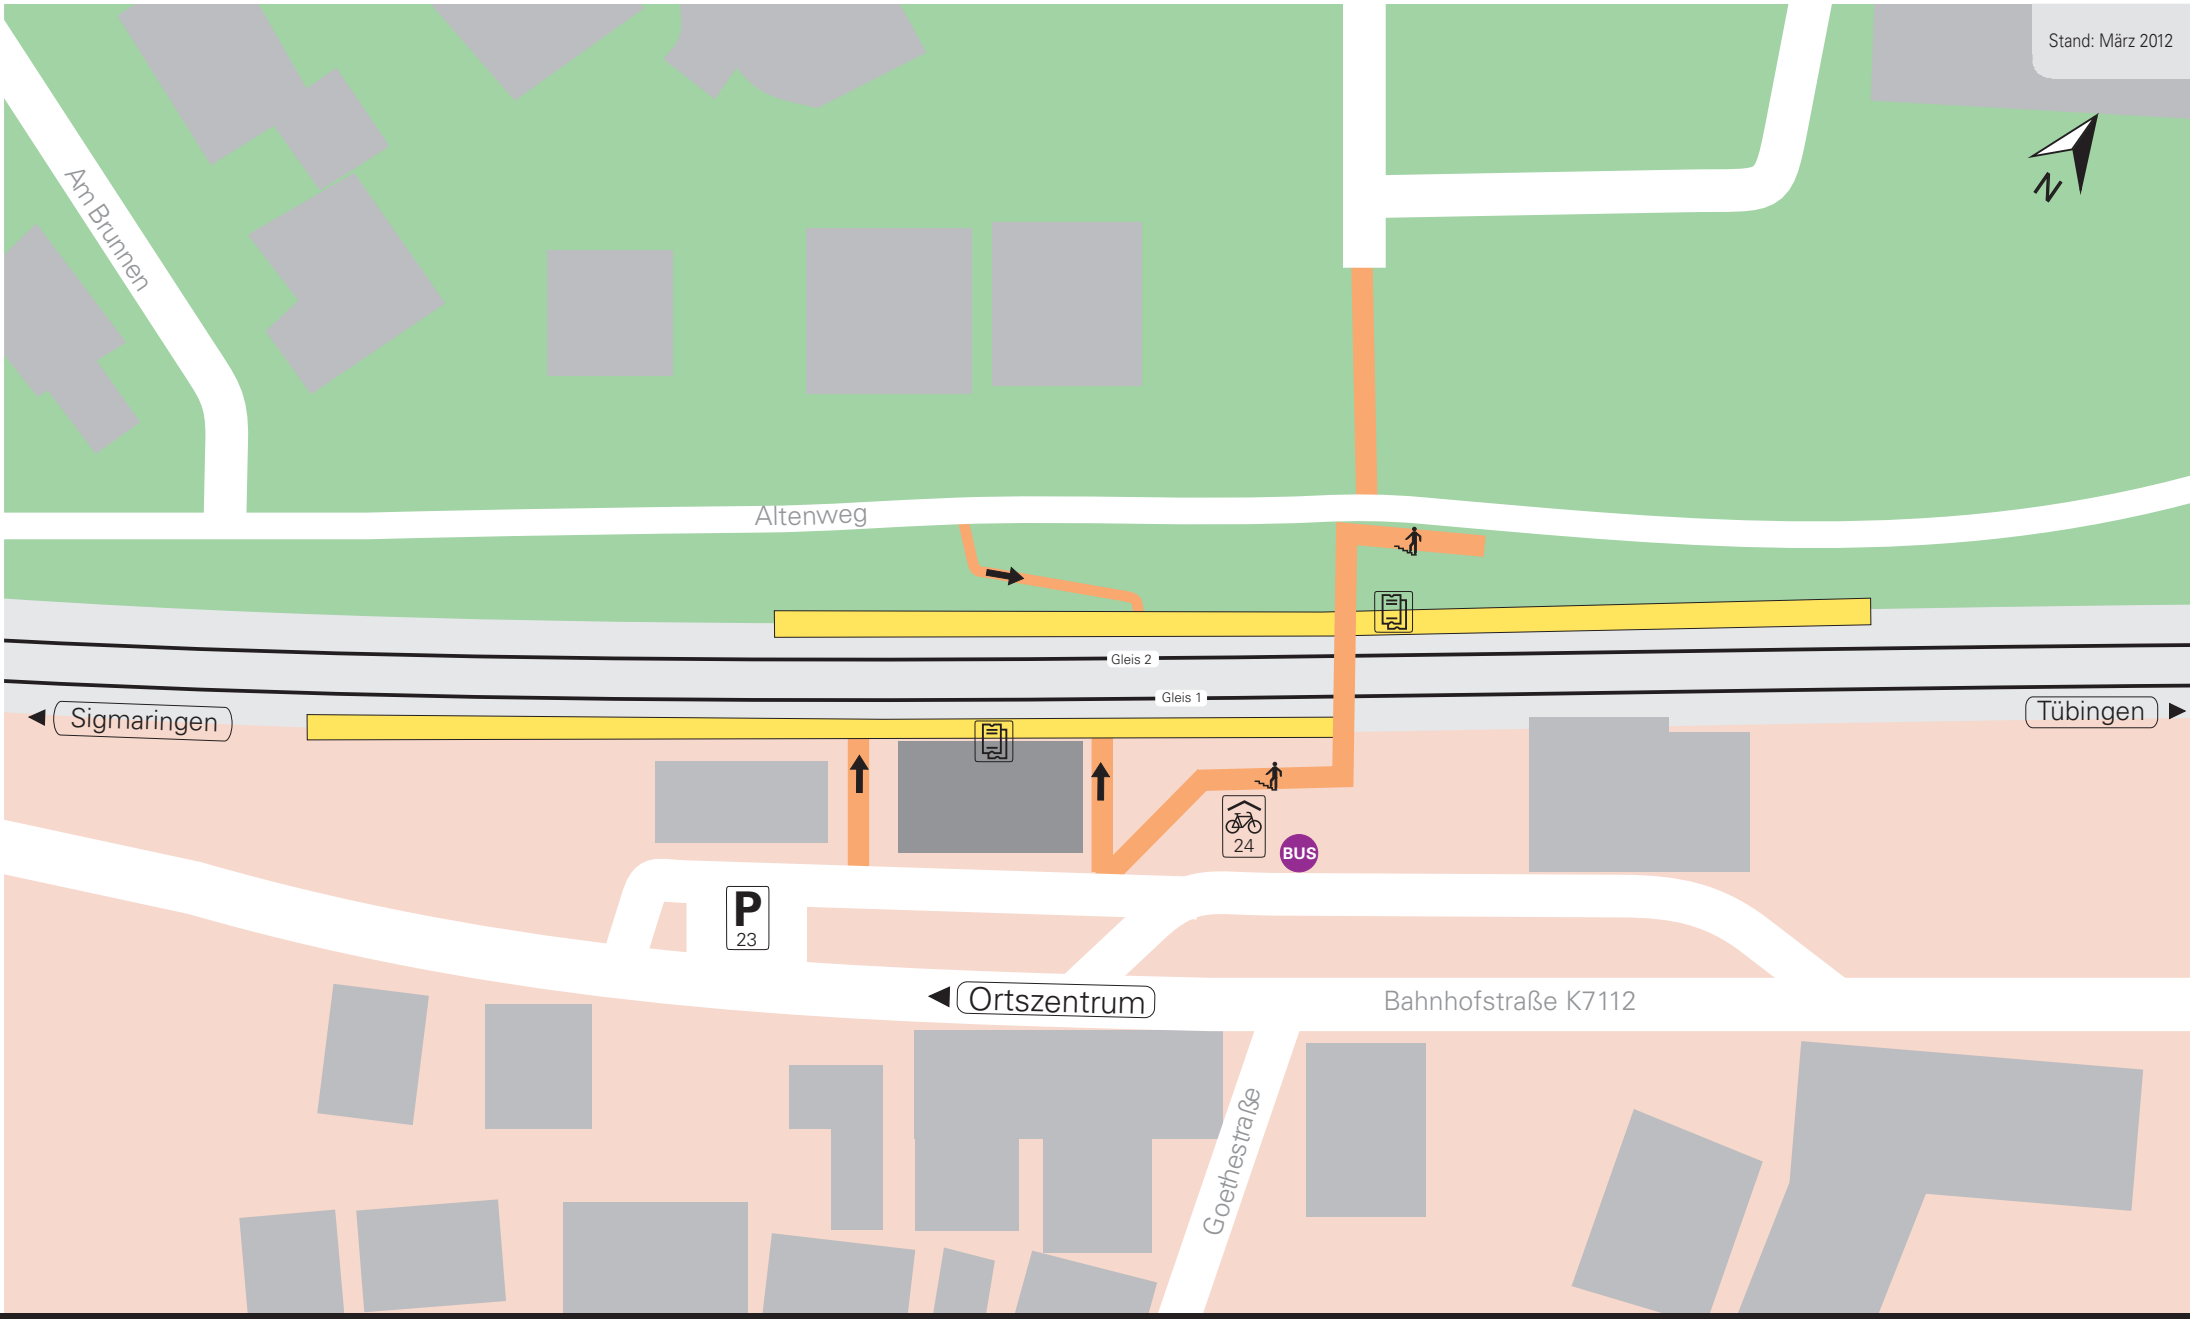 Stand: März 2012
N
Am Brunnen
Altenweg
Gleis 2
Gleis 1
Sigmaringen
Tübingen
24
BUS
P
23
Ortszentrum
Bahnhofstraße K7112
Goethestraße